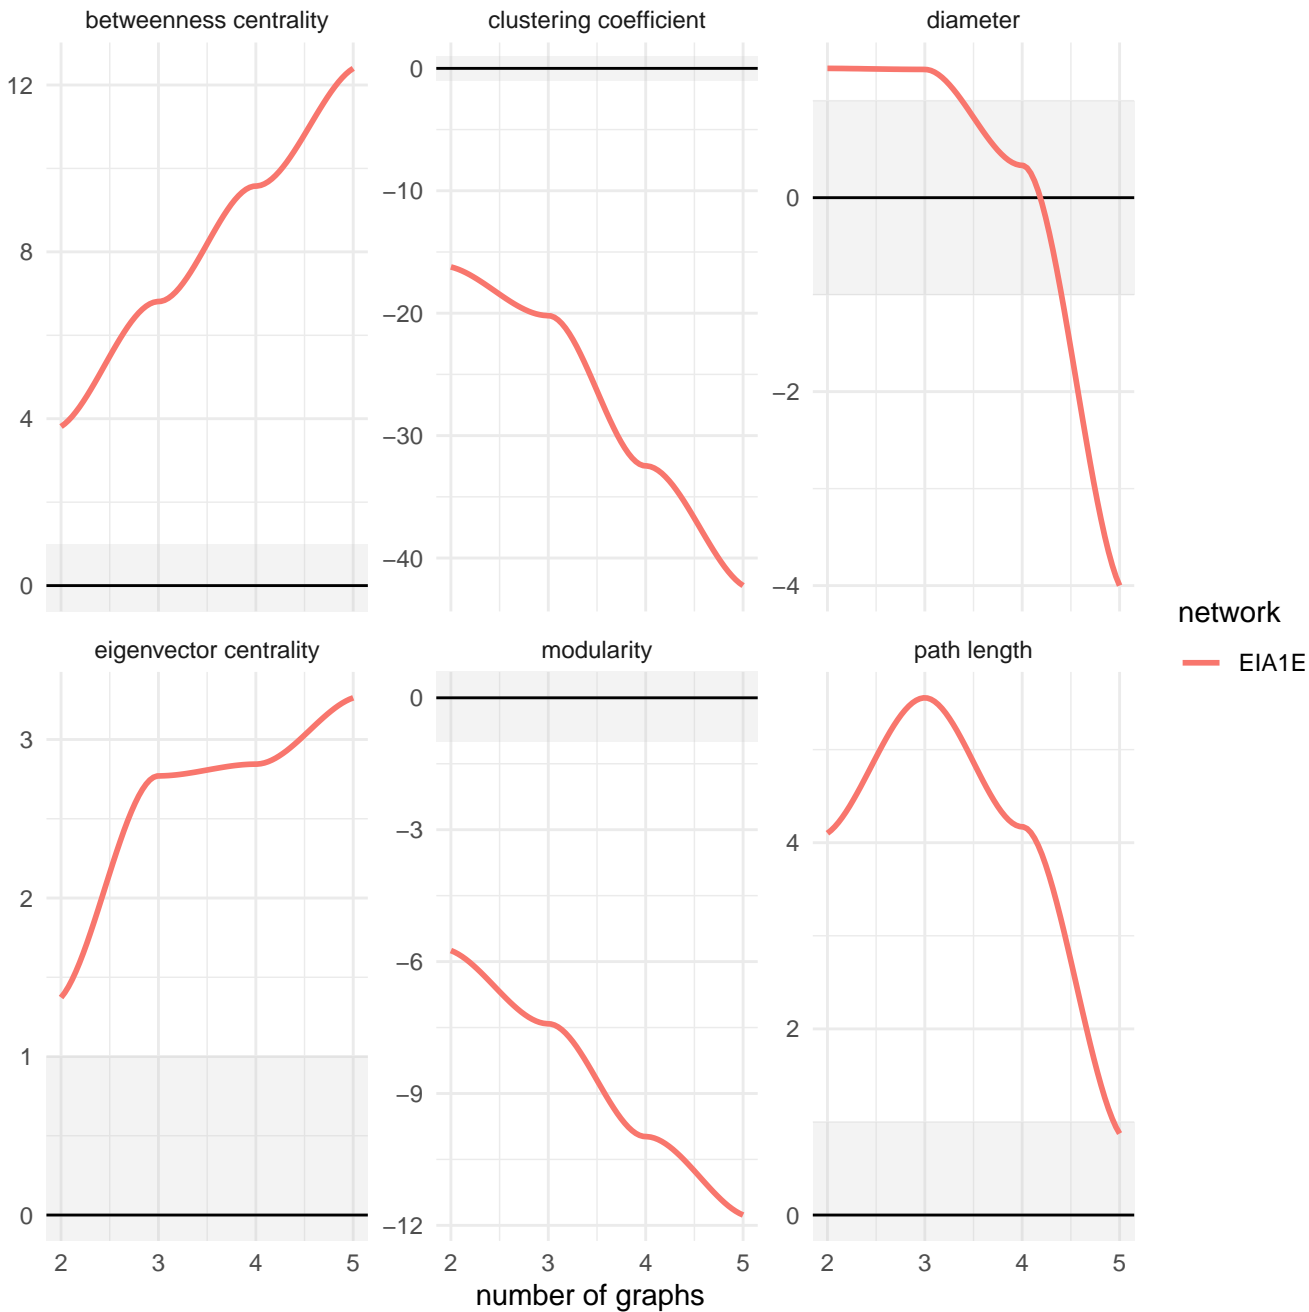 betweenness centrality
clustering coefficient
diameter
12
8
4
0
0
−10
−20
−30
−40
0
−2
−4
eigenvector centrality
modularity
path length
3
2
1
0
0
−3
−6
−9
−12
4
2
0
2 3 4 5
2 3 4 5
2 3 4 5
number of graphs
network
EIA1E